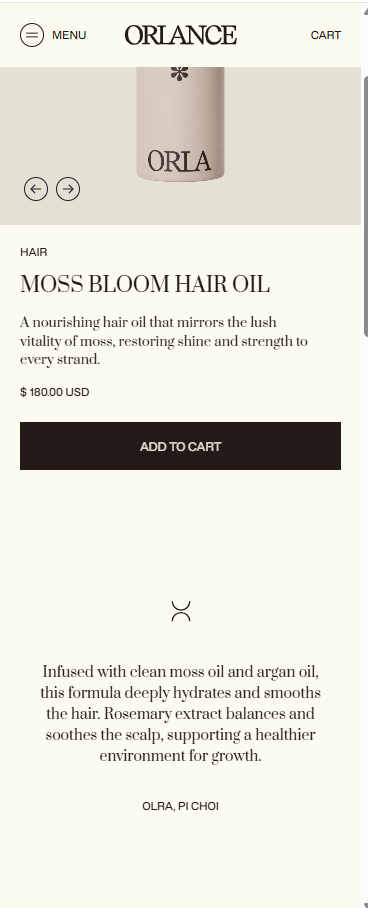 MENU
ORLANCE
CART
ORLA
HAIR
MOSS BLOOM HAIR OIL
A nourishing hair oil that mirrors the lush
vitality of moss, restoring shine and strength to
every strand.
$ 180.00 USD
ADD TO CART
Infused with clean moss oil and argan oil,
this formula deeply hydrates and smooths
the hair. Rosemary extract balances and
soothes the scalp, supporting a healthier
environment for growth.
OLRA, PI CHOI